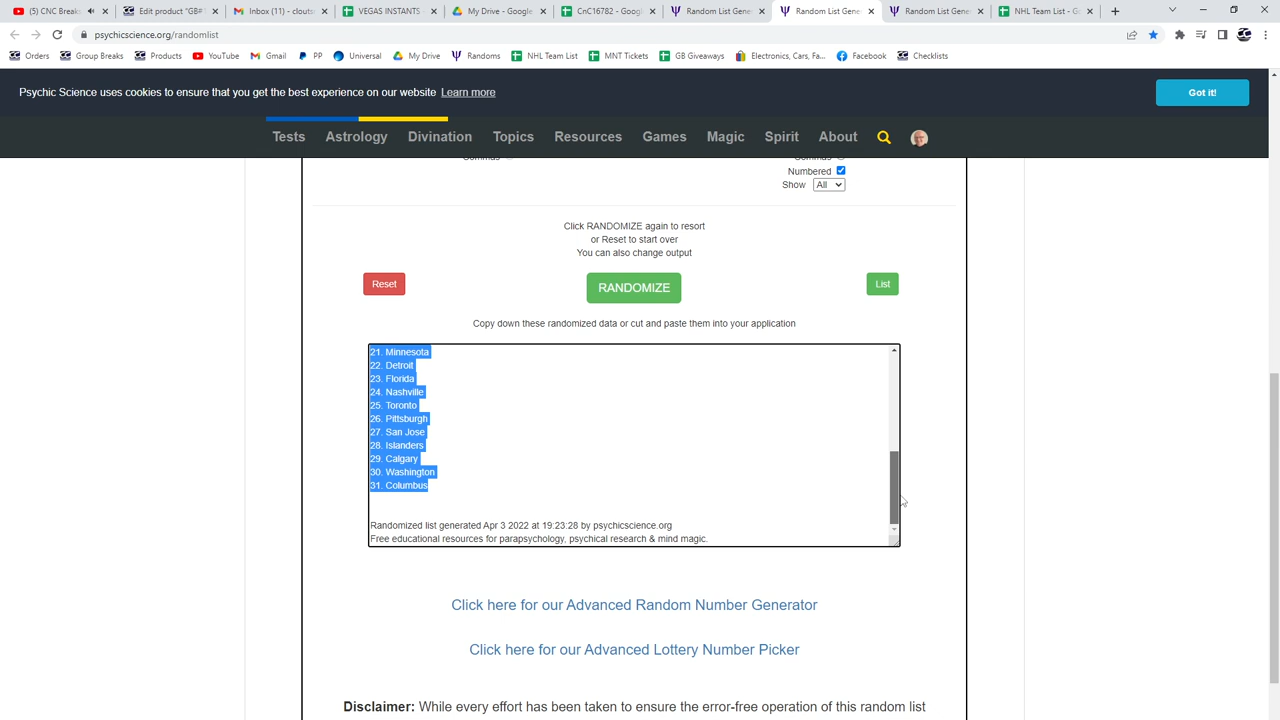 (5) CNC Breaks
Edit product "GB#
Inbox (11) - clouts
VEGAS INSTANTS -
My Drive - Google
CnC16782 - Googl
Random List Gene
Random List Gene
Random List Gene
NHL Team List - G
psychicscience.org/randomlist
Orders
Group Breaks
Products
YouTube
Gmail
PP
Universal
My Drive
Randoms
NHL Team List
MNT Tickets
GB Giveaways
Electronics, Cars, Fa...
Facebook
Checklists
Psychic Science uses cookies to ensure that you get the best experience on our website Learn more
Got it!
Tests Astrology Divination Topics Resources Games Magic Spirit About
Commas
Commas
Numbered
Show All
Click RANDOMIZE again to resort
or Reset to start over
You can also change output
Reset
RANDOMIZE
List
Copy down these randomized data or cut and paste them into your application
21. Minnesota
22. Detroit
23. Florida
24. Nashville
25. Toronto
26. Pittsburgh
27. San Jose
28. Islanders
29. Calgary
30. Washington
31. Columbus
Randomized list generated Apr 3 2022 at 19:23:28 by psychicscience.org
Free educational resources for parapsychology, psychical research & mind magic.
Click here for our Advanced Random Number Generator
Click here for our Advanced Lottery Number Picker
Disclaimer: While every effort has been taken to ensure the error-free operation of this random list